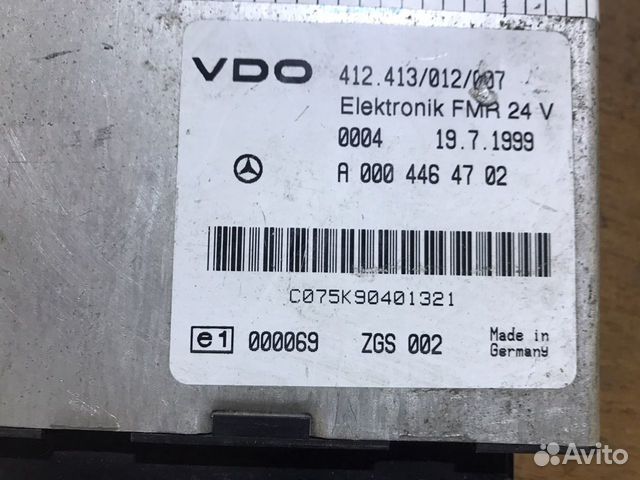 VDO 412.413/012/007
Elektronik FMR 24 V
0004 19.7.1999
A 000 446 47 02
C075K90401321
e1 000069 ZGS 002 Made in
Germany
Avito